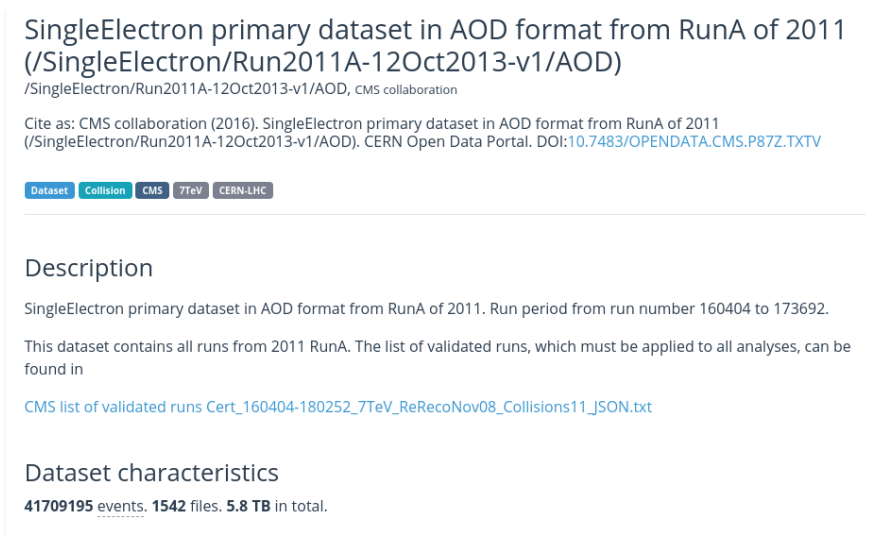 SingleElectron primary dataset in AOD format from RunA of 2011
(/SingleElectron/Run2011A-12Oct2013-v1/AOD)
/SingleElectron/Run2011A-12Oct2013-v1/AOD, CMS collaboration
Cite as: CMS collaboration (2016). SingleElectron primary dataset in AOD format from RunA of 2011
(/SingleElectron/Run2011A-12Oct2013-v1/AOD). CERN Open Data Portal. DOI:10.7483/OPENDATA.CMS.P87Z.TXTV
Dataset Collision CMS 7TeV CERN-LHC
Description
SingleElectron primary dataset in AOD format from RunA of 2011. Run period from run number 160404 to 173692.
This dataset contains all runs from 2011 RunA. The list of validated runs, which must be applied to all analyses, can be
found in
CMS list of validated runs Cert_160404-180252_7TeV_ReRecoNov08_Collisions11_JSON.txt
Dataset characteristics
41709195 events. 1542 files. 5.8 TB in total.